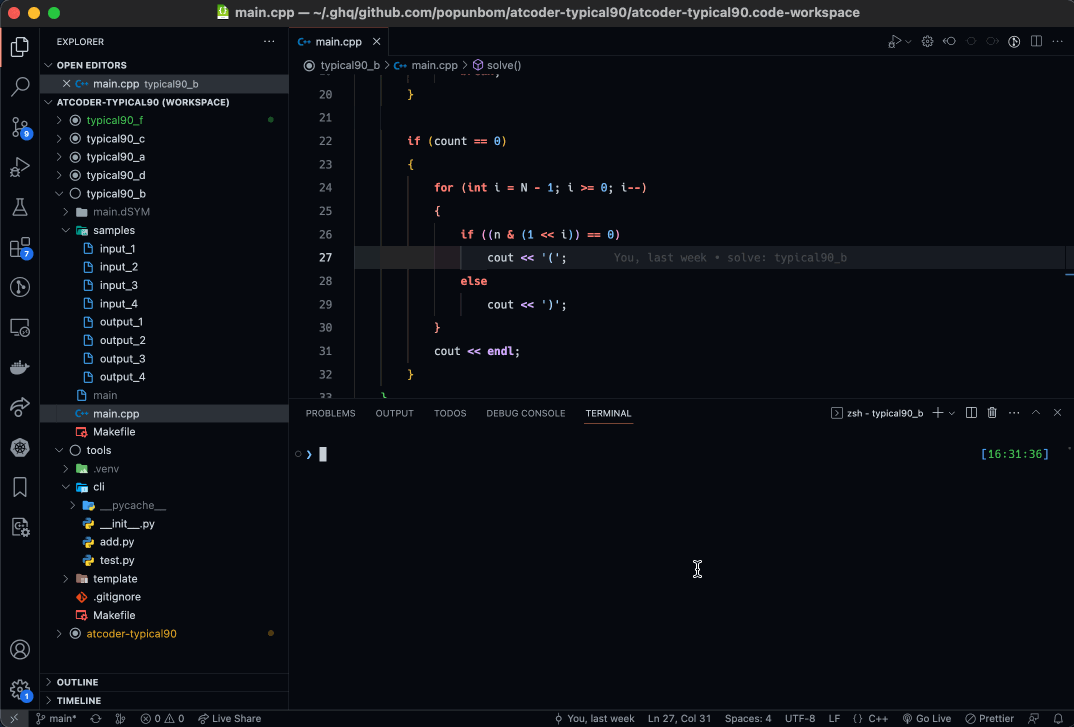 main.cpp — ~/.ghq/github.com/popunbom/atcoder-typical90/atcoder-typical90.code-workspace
EXPLORER
OPEN EDITORS
main.cpp typical90_b
ATCODER-TYPICAL90 (WORKSPACE)
typical90_f
typical90_c
typical90_a
typical90_d
typical90_b
main.dSYM
samples
input_1
input_2
input_3
input_4
output_1
output_2
output_3
output_4
main
main.cpp
Makefile
tools
.venv
cli
__pycache__
__init__.py
add.py
test.py
template
.gitignore
Makefile
atcoder-typical90
OUTLINE
TIMELINE
9
7
1
main.cpp
typical90_b > main.cpp > solve()
20 }
21
22 if (count == 0)
23 {
24 for (int i = N - 1; i >= 0; i--)
25 {
26 if ((n & (1 << i)) == 0)
27 cout << '('; You, last week • solve: typical90_b
28 else
29 cout << ')';
30 }
31 cout << endl;
32 }
33 }
PROBLEMS OUTPUT TODOS DEBUG CONSOLE TERMINAL zsh - typical90_b
❯ [16:31:36]
main* 0 0 Live Share You, last week Ln 27, Col 31 Spaces: 4 UTF-8 LF {} C++ Go Live Prettier